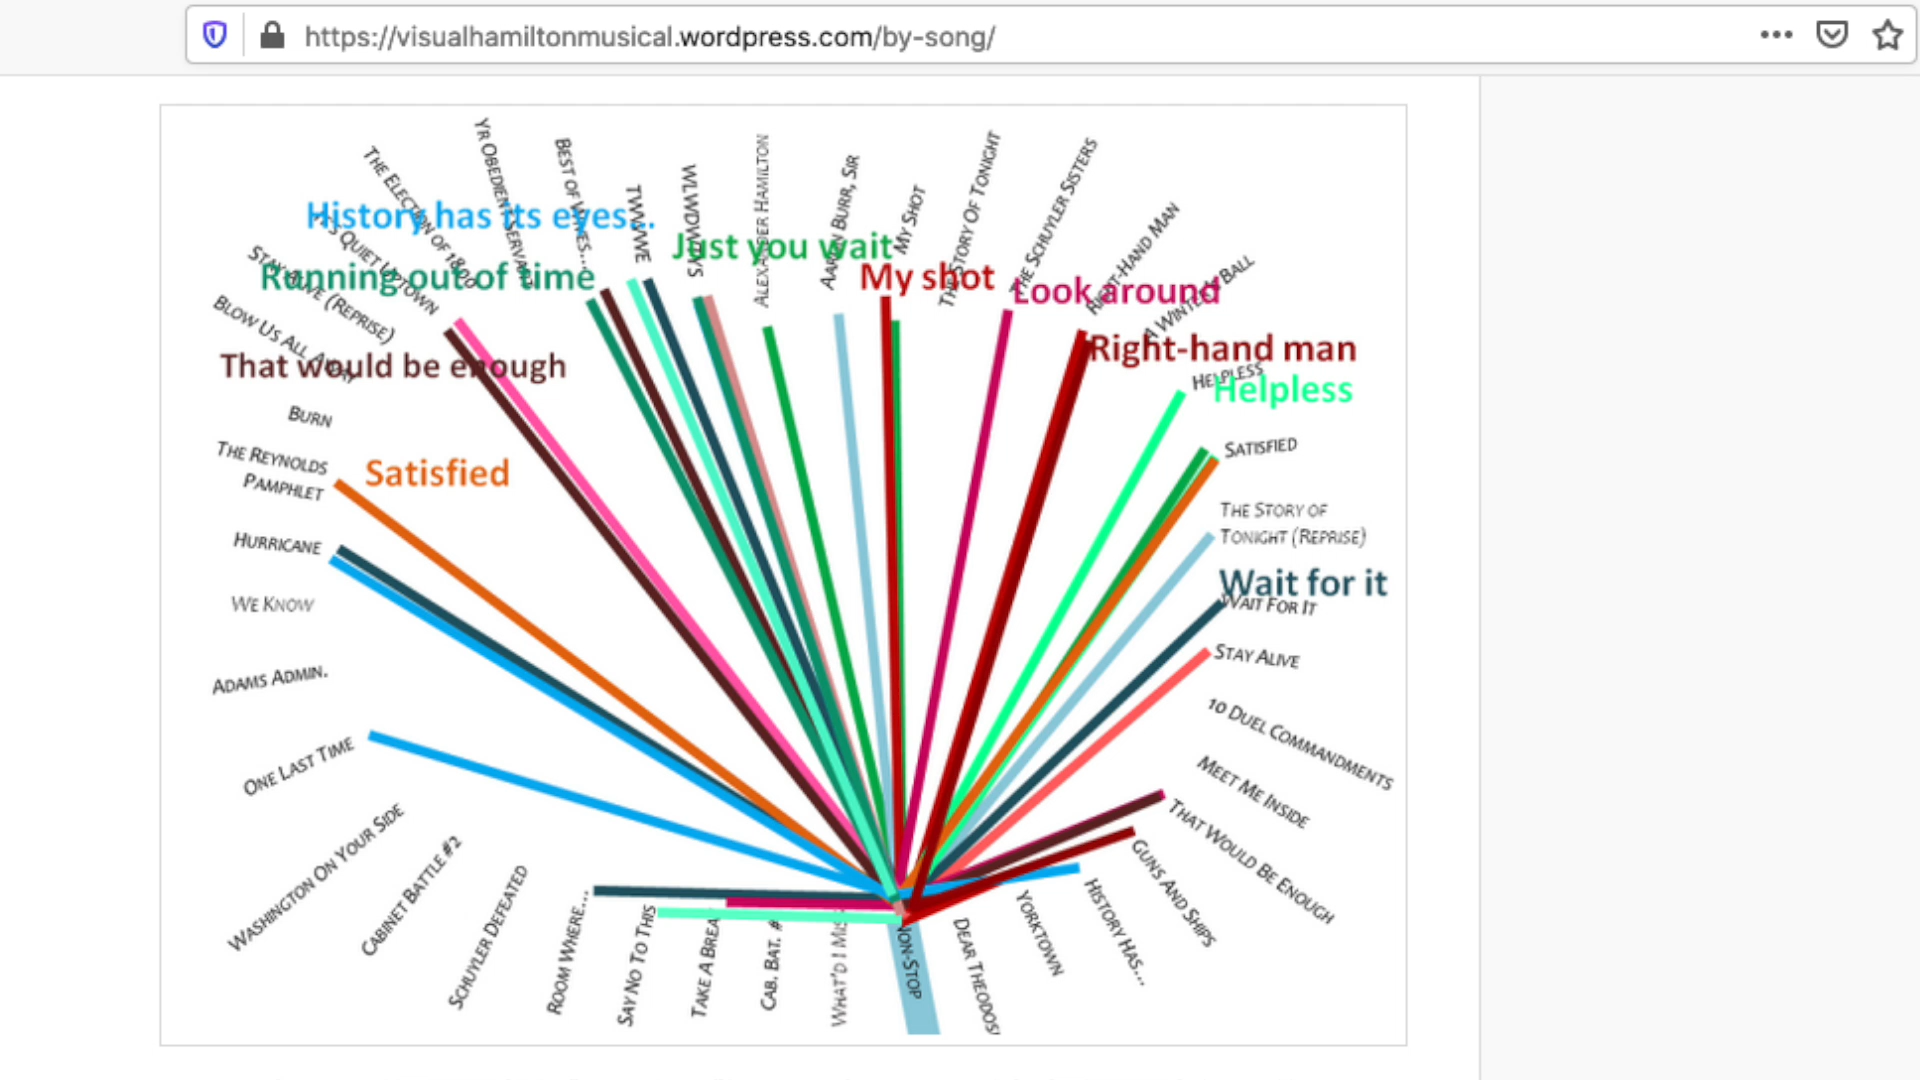 https://visualhamiltonmusical.wordpress.com/by-song/
History has its eyes...
Running out of time
That would be enough
Satisfied
Just you wait
My shot
Look around
Right-hand man
Helpless
Wait for it
Alexander Hamilton
Aaron Burr, Sir
My Shot
The Story Of Tonight
The Schuyler Sisters
Right-Hand Man
A Winter's Ball
Helpless
Satisfied
The Story of
Tonight (Reprise)
Wait For It
Stay Alive
10 Duel Commandments
Meet Me Inside
That Would Be Enough
Guns And Ships
History Has...
Yorktown
Dear Theodosi
Non-Stop
What'd I Mis
Cab. Bat. #
Take A Brea
Say No To This
Room Where...
Schuyler Defeated
Cabinet Battle #2
Washington On Your Side
One Last Time
Adams Admin.
We Know
Hurricane
The Reynolds
Pamphlet
Burn
Blow Us All Away
Stay Alive (Reprise)
It's Quiet Uptown
The Election of 1800
Yr Obedient Servant
Best of Wives...
TWWWE
WLWDWTYS